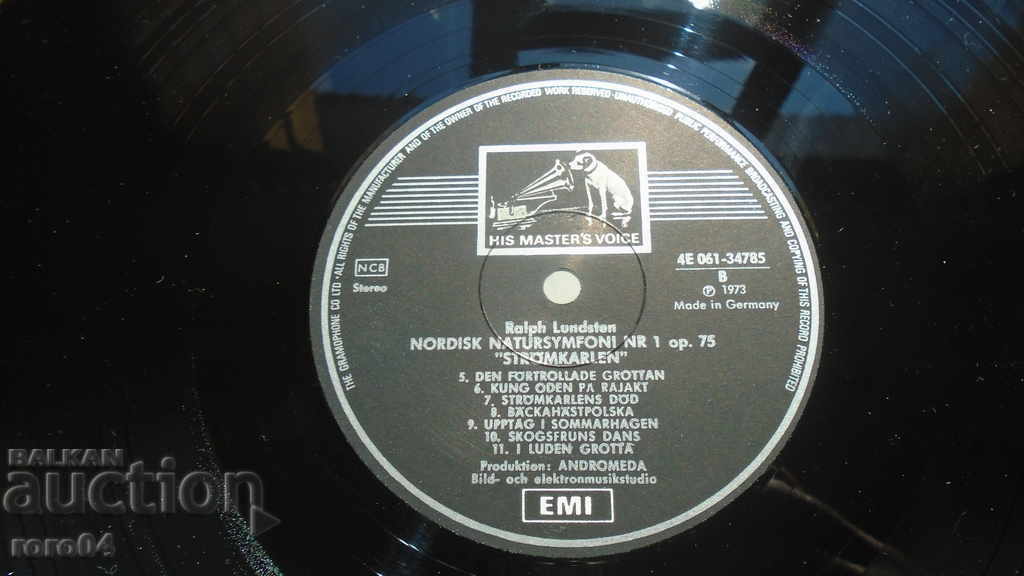 THE GRAMOPHONE CO LTD · ALL RIGHTS OF THE MANUFACTURER AND OF THE OWNER OF THE RECORDED WORK RESERVED · UNAUTHORISED PUBLIC PERFORMANCE BROADCASTING AND COPYING OF THIS RECORD PROHIBITED
HIS MASTER'S VOICE
NCB
Stereo
4E 061-34785
B
℗ 1973
Made in Germany
Ralph Lundsten
NORDISK NATURSYMFONI NR 1 op. 75
"STRÖMKARLEN"
5. DEN FÖRTROLLADE GROTTAN
6. KUNG ODEN PÅ RÅJAKT
7. STRÖMKARLENS DÖD
8. BÄCKAHÄSTPOLSKA
9. UPPTÅG I SOMMARHAGEN
10. SKOGSFRUNS DANS
11. I LUDEN GROTTA
Produktion: ANDROMEDA
Bild- och elektronmusikstudio
EMI
BALKAN
auction
roro04